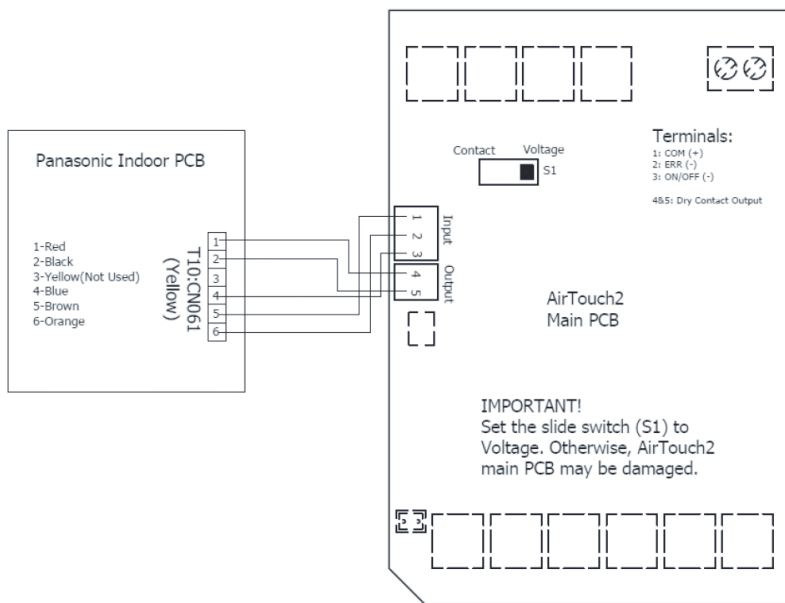 Panasonic Indoor PCB
1-Red
2-Black
3-Yellow(Not Used)
4-Blue
5-Brown
6-Orange
T10:CN061
(Yellow)
1
2
3
4
5
6
Contact Voltage
S1
Terminals:
1: COM (+)
2: ERR (-)
3: ON/OFF (-)
4&5: Dry Contact Output
1
2
3
Input
4
5
Output
AirTouch2
Main PCB
IMPORTANT!
Set the slide switch (S1) to
Voltage. Otherwise, AirTouch2
main PCB may be damaged.